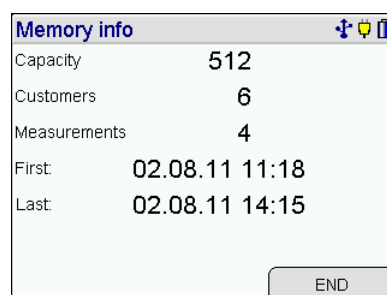 Memory info
Capacity 512
Customers 6
Measurements 4
First: 02.08.11 11:18
Last: 02.08.11 14:15
END